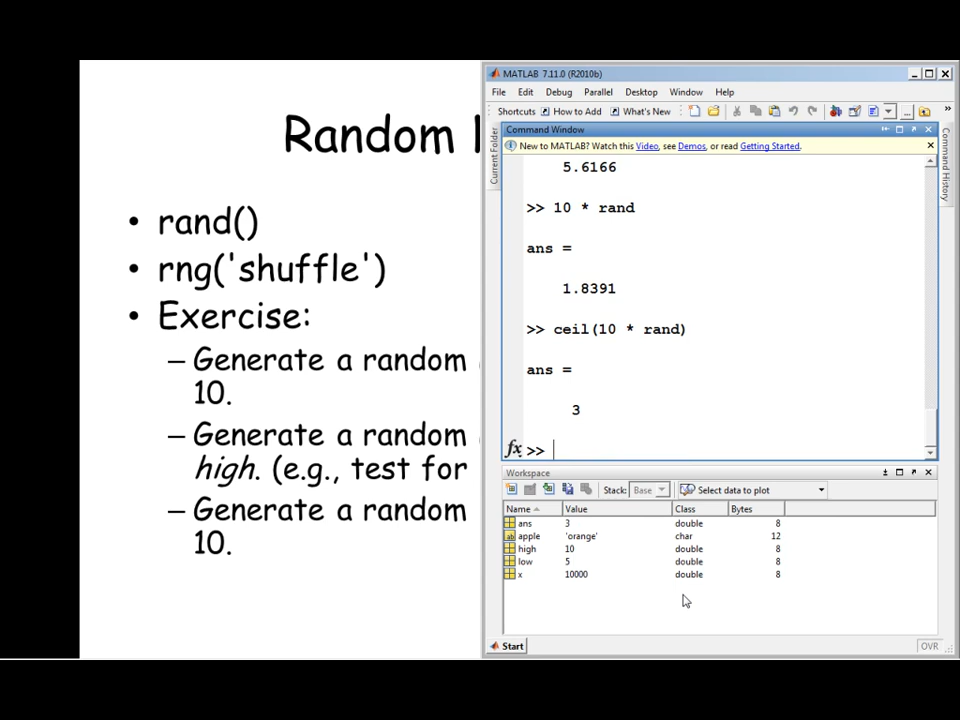 Random
• rand()
• rng('shuffle')
• Exercise:
– Generate a random
10.
– Generate a random
high. (e.g., test for
– Generate a random
10.
MATLAB 7.11.0 (R2010b)
File Edit Debug Parallel Desktop Window Help
Shortcuts How to Add What's New
Current Folder
Command Window
New to MATLAB? Watch this Video, see Demos, or read Getting Started.
5.6166
>> 10 * rand
ans =
1.8391
>> ceil(10 * rand)
ans =
3
fx >>
Command History
Workspace
Stack: Base Select data to plot
Name Value Class Bytes
ans 3 double 8
apple 'orange' char 12
high 10 double 8
low 5 double 8
x 10000 double 8
Start
OVR